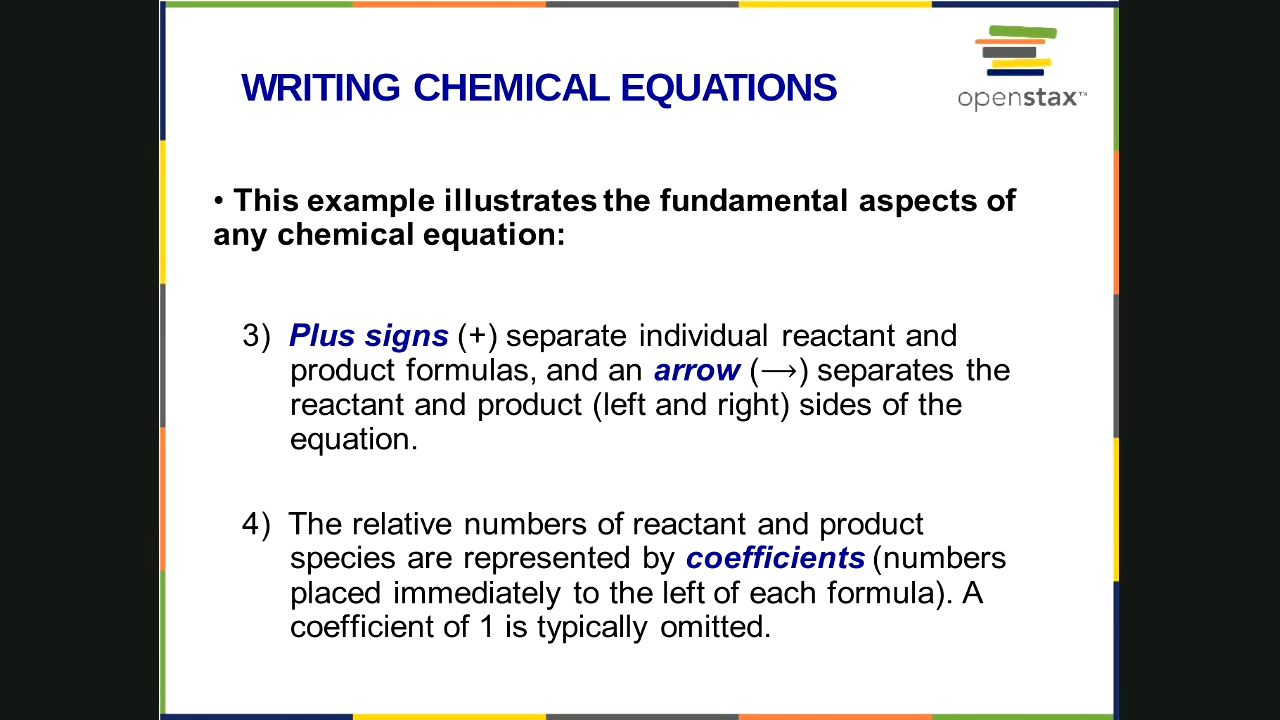 WRITING CHEMICAL EQUATIONS
openstax™
• This example illustrates the fundamental aspects of
any chemical equation:
3) Plus signs (+) separate individual reactant and
product formulas, and an arrow (⟶) separates the
reactant and product (left and right) sides of the
equation.
4) The relative numbers of reactant and product
species are represented by coefficients (numbers
placed immediately to the left of each formula). A
coefficient of 1 is typically omitted.